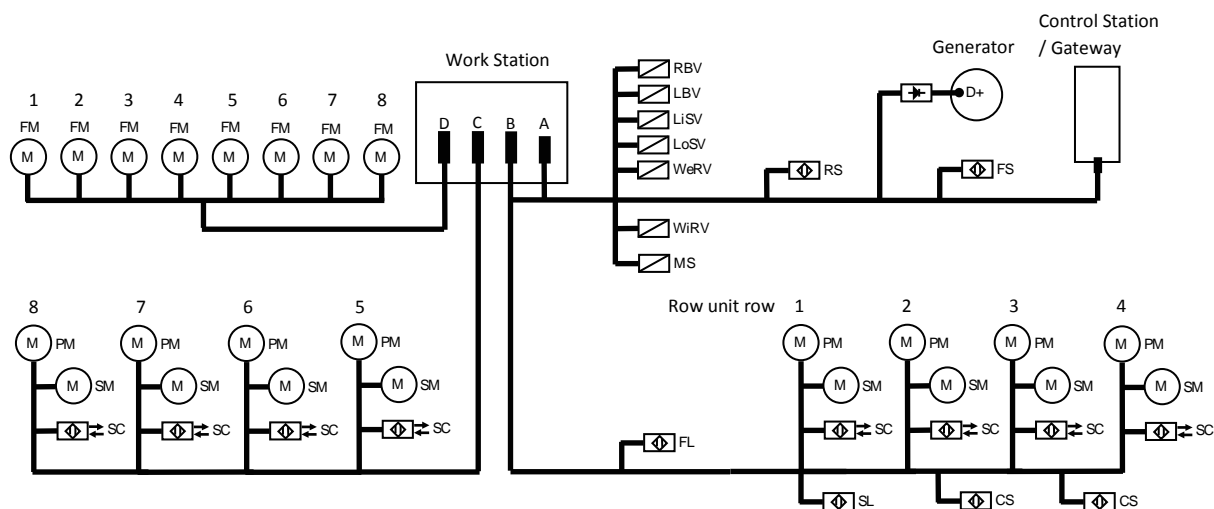 Control Station
/ Gateway
Generator
Work Station
D+
RBV
LBV
LiSV
LoSV
WeRV
WiRV
MS
RS
FS
D C B A
1 2 3 4 5 6 7 8
FM FM FM FM FM FM FM FM
M M M M M M M M
8 7 6 5
M PM M PM M PM M PM
M SM M SM M SM M SM
SC SC SC SC
FL
Row unit row 1 2 3 4
M PM M PM M PM M PM
M SM M SM M SM M SM
SC SC SC SC
SL CS CS